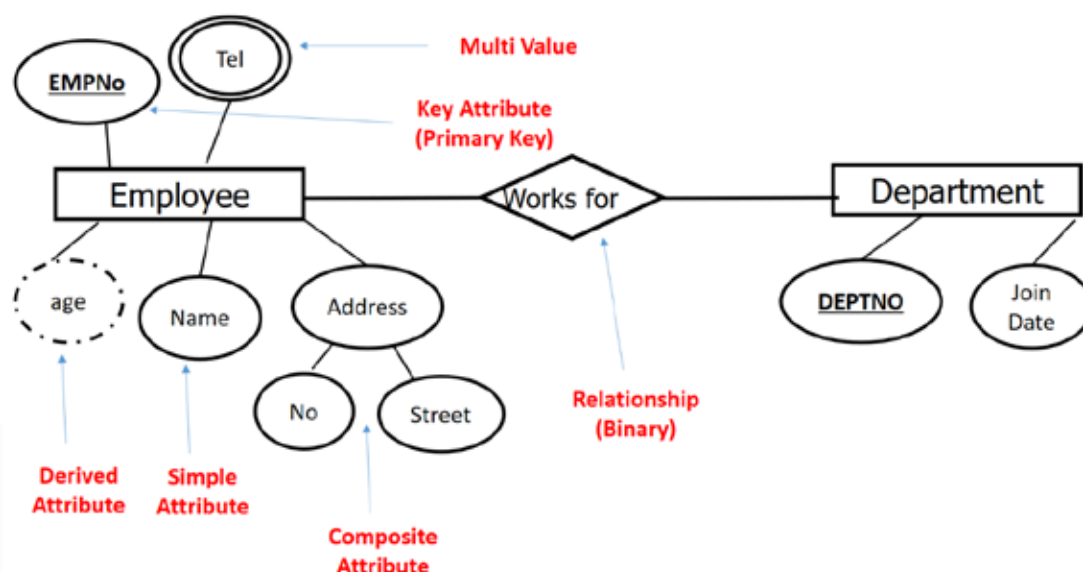 Tel
Multi Value
EMPNo
Key Attribute
(Primary Key)
Employee
Works for
Department
age
Name
Address
DEPTNO
Join
Date
No
Street
Relationship
(Binary)
Derived
Attribute
Simple
Attribute
Composite
Attribute